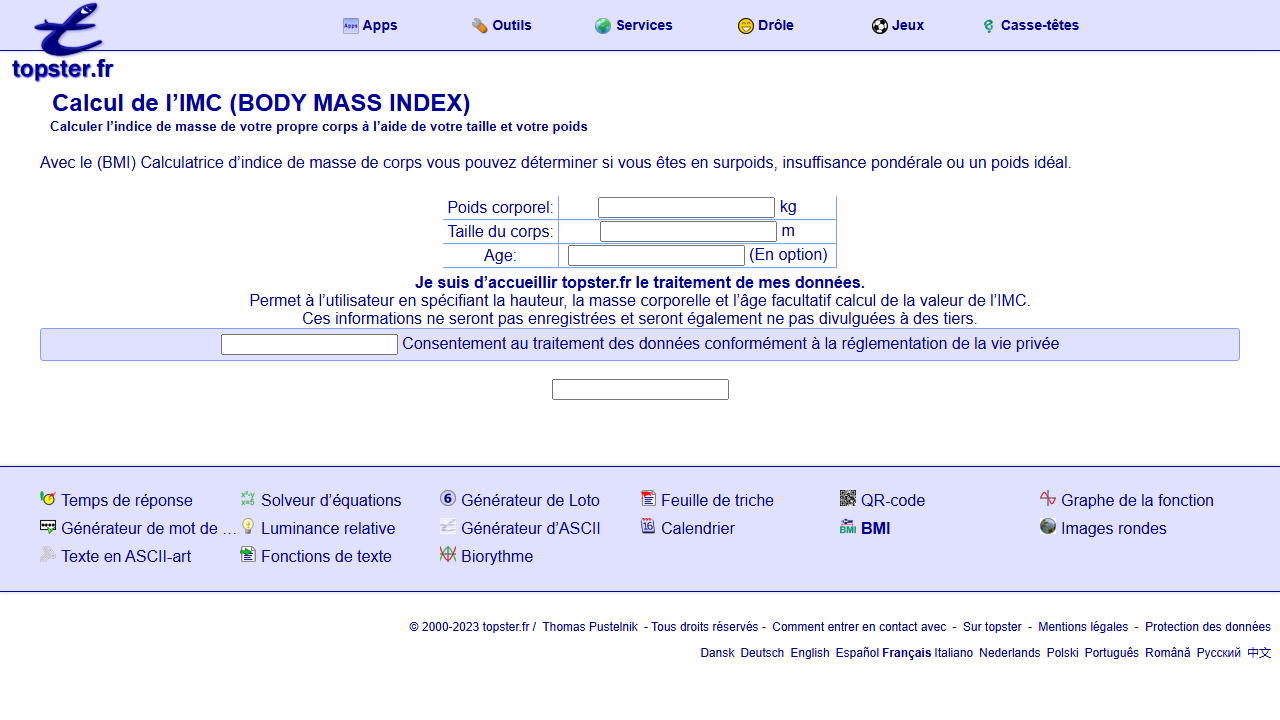 topster.fr
Apps Apps Outils Services Drôle Jeux Casse-têtes
Calcul de l’IMC (BODY MASS INDEX)
Calculer l’indice de masse de votre propre corps à l’aide de votre taille et votre poids
Avec le (BMI) Calculatrice d’indice de masse de corps vous pouvez déterminer si vous êtes en surpoids, insuffisance pondérale ou un poids idéal.
Poids corporel: kg
Taille du corps: m
Age: (En option)
Je suis d’accueillir topster.fr le traitement de mes données.
Permet à l’utilisateur en spécifiant la hauteur, la masse corporelle et l’âge facultatif calcul de la valeur de l’IMC.
Ces informations ne seront pas enregistrées et seront également ne pas divulguées à des tiers.
Consentement au traitement des données conformément à la réglementation de la vie privée
Temps de réponse Solveur d’équations Générateur de Loto Feuille de triche QR-code Graphe de la fonction
Générateur de mot de … Luminance relative Générateur d’ASCII Calendrier BMI Images rondes
Texte en ASCII-art Fonctions de texte Biorythme
© 2000-2023 topster.fr / Thomas Pustelnik - Tous droits réservés - Comment entrer en contact avec - Sur topster - Mentions légales - Protection des données
Dansk Deutsch English Español Français Italiano Nederlands Polski Português Română Русский 中文